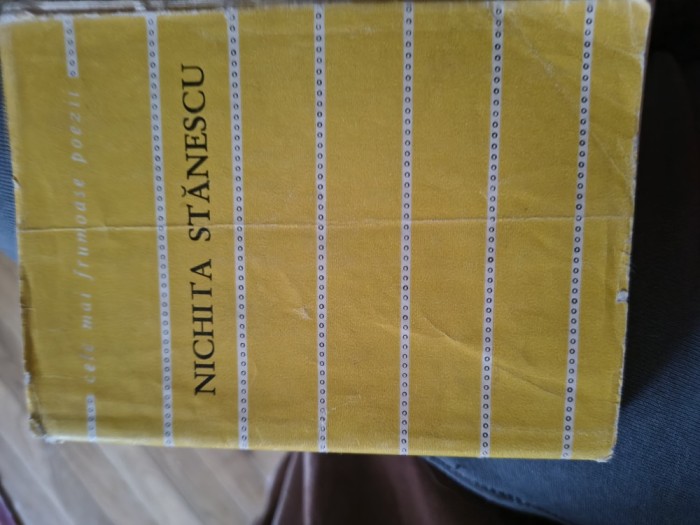 cele mai frumoase poezii
NICHITA STĂNESCU